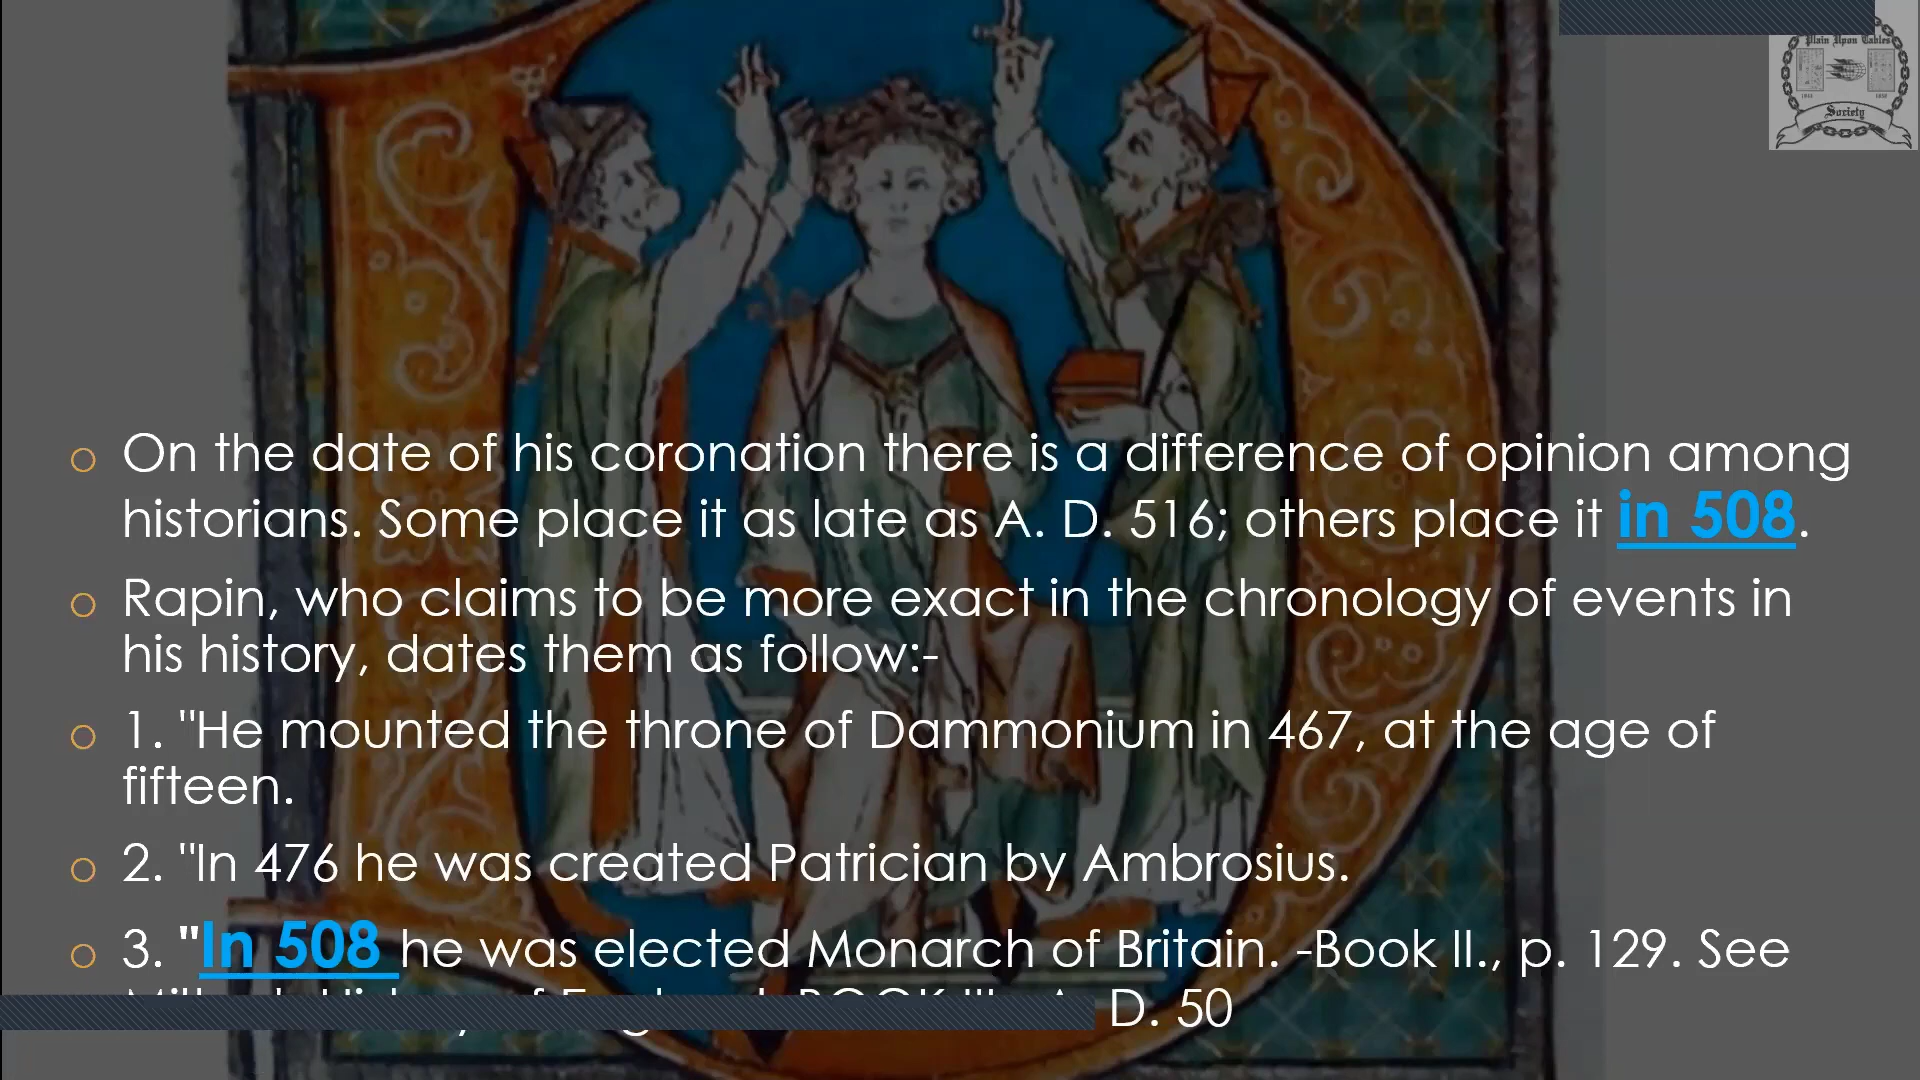 Plain Upon Tables
Society
On the date of his coronation there is a difference of opinion among
historians. Some place it as late as A. D. 516; others place it in 508.
Rapin, who claims to be more exact in the chronology of events in
his history, dates them as follow:-
1. "He mounted the throne of Dammonium in 467, at the age of
fifteen.
2. "In 476 he was created Patrician by Ambrosius.
3. "In 508 he was elected Monarch of Britain. -Book II., p. 129. See
D. 50